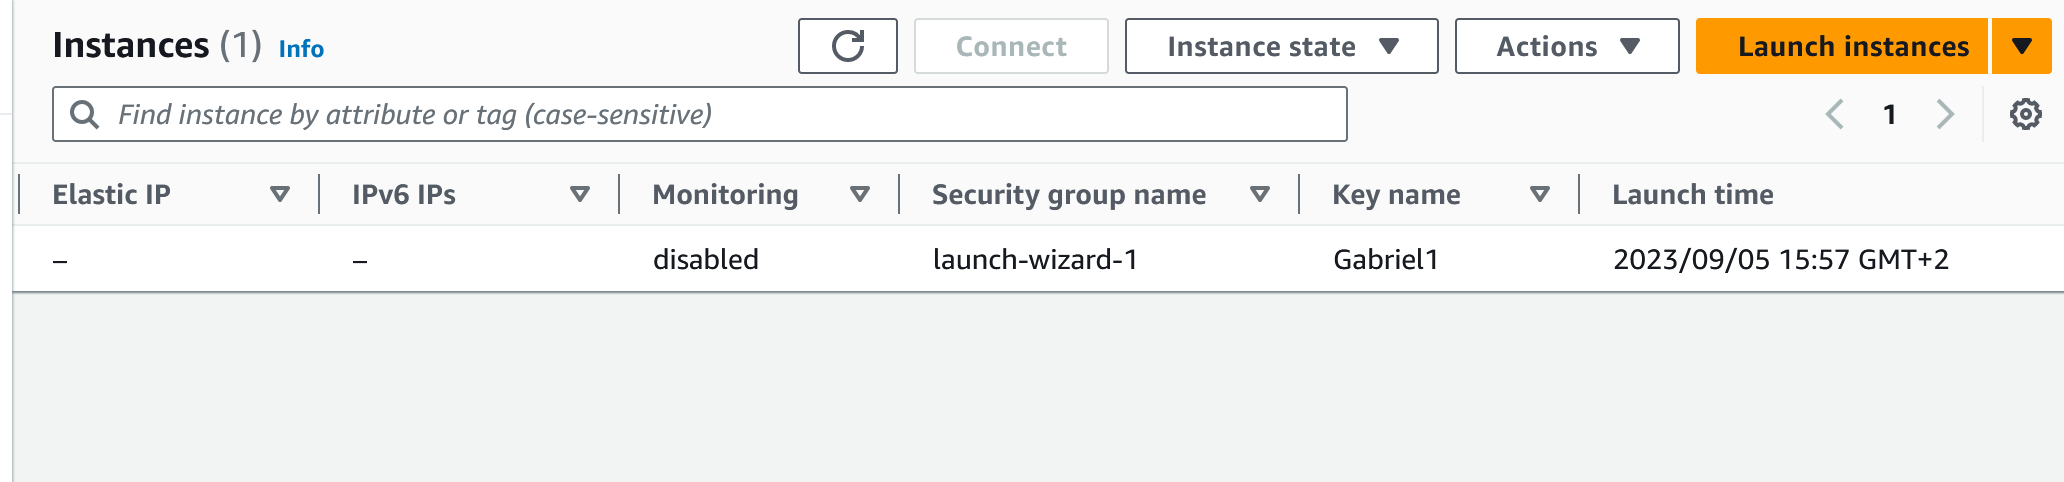 Instances (1) Info Connect Instance state Actions Launch instances
Find instance by attribute or tag (case-sensitive) 1
Elastic IP IPv6 IPs Monitoring Security group name Key name Launch time
– – disabled launch-wizard-1 Gabriel1 2023/09/05 15:57 GMT+2